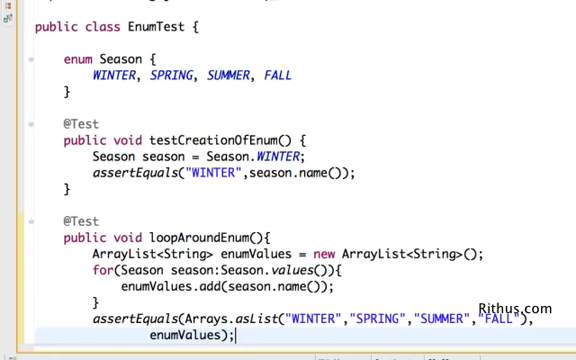 public class EnumTest {
enum Season {
WINTER, SPRING, SUMMER, FALL
}
@Test
public void testCreationOfEnum() {
Season season = Season.WINTER;
assertEquals("WINTER",season.name());
}
@Test
public void loopAroundEnum(){
ArrayList<String> enumValues = new ArrayList<String>();
for(Season season:Season.values()){
enumValues.add(season.name());
}
Rithus.com
assertEquals(Arrays.asList("WINTER","SPRING","SUMMER","FALL"),
enumValues);